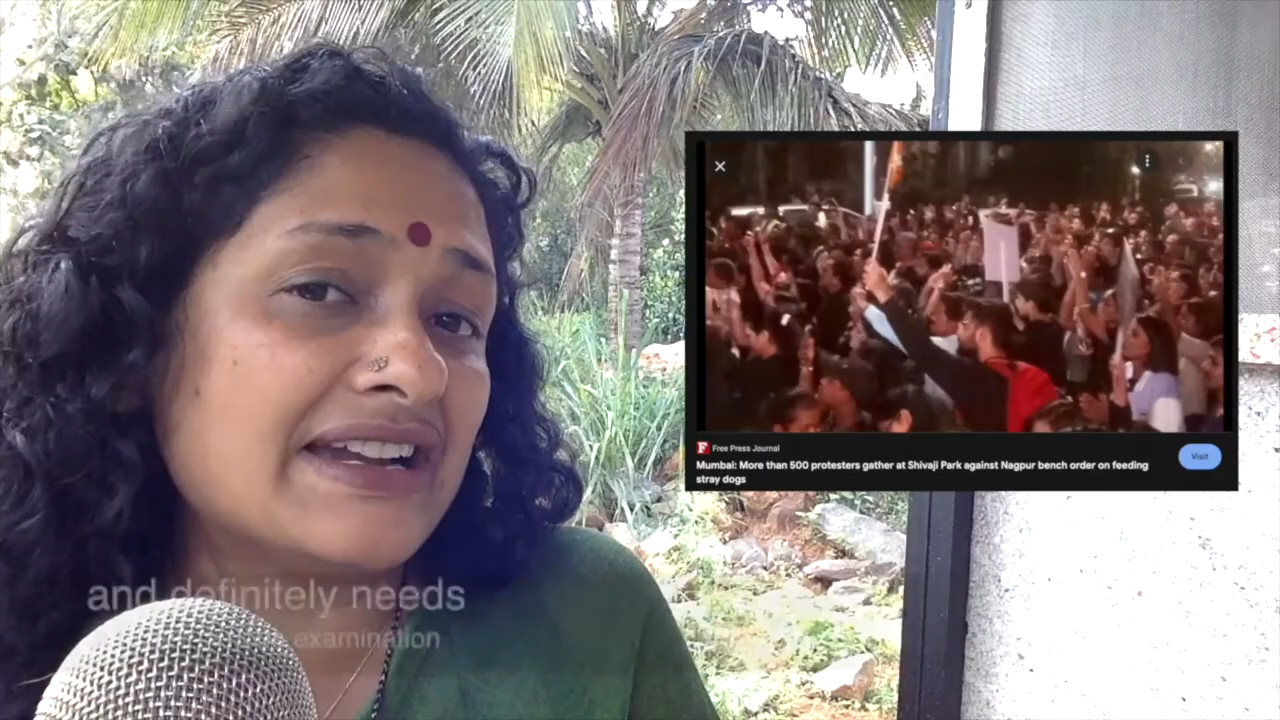 and definitely needs
examination
Free Press Journal
Mumbai: More than 500 protesters gather at Shivaji Park against Nagpur bench order on feeding
stray dogs
Visit